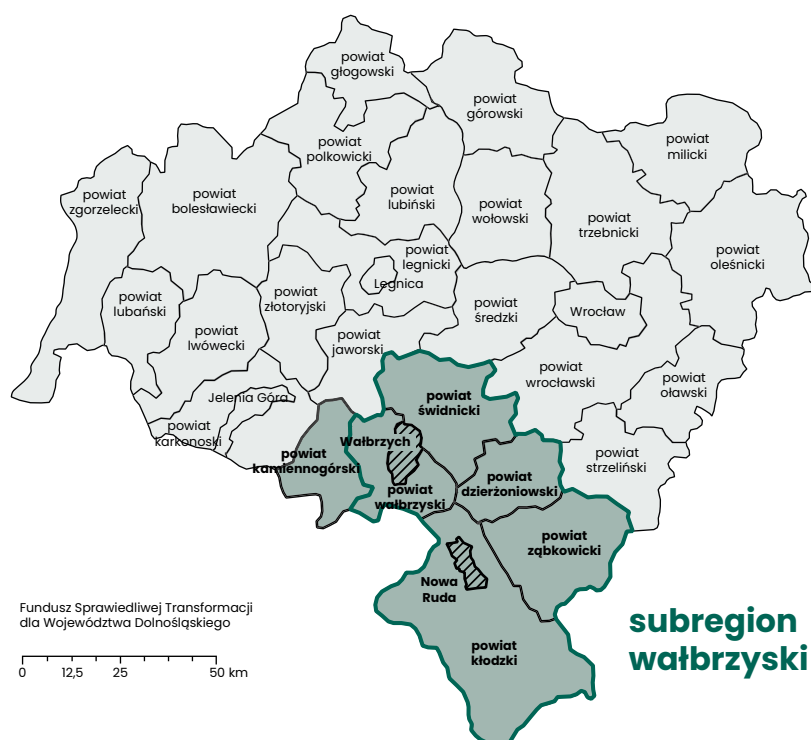 powiat
głogowski
powiat
górowski
powiat
milicki
powiat
polkowicki
powiat
zgorzelecki
powiat
bolesławiecki
powiat
lubiński
powiat
wołowski
powiat
trzebnicki
powiat
oleśnicki
powiat
legnicki
Legnica
powiat
lubański
powiat
złotoryjski
powiat
średzki
Wrocław
powiat
lwówecki
powiat
jaworski
powiat
wrocławski
powiat
oławski
Jelenia Góra
powiat
świdnicki
powiat
karkonoski
Wałbrzych
powiat
strzeliński
powiat
kamiennogórski
powiat
wałbrzyski
powiat
dzierżoniowski
powiat
ząbkowicki
Nowa
Ruda
powiat
kłodzki
Fundusz Sprawiedliwej Transformacji
dla Województwa Dolnośląskiego
0 12,5 25 50 km
subregion
wałbrzyski